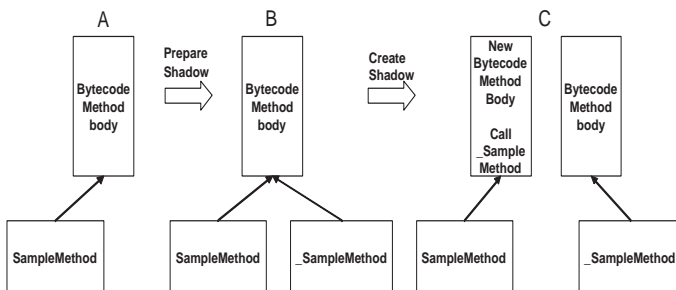 A
B
C
Prepare
Shadow
Create
Shadow
Bytecode
Method
body
Bytecode
Method
body
New
Bytecode
Method
Body
Call
_Sample
Method
Bytecode
Method
body
SampleMethod
SampleMethod
_SampleMethod
SampleMethod
_SampleMethod